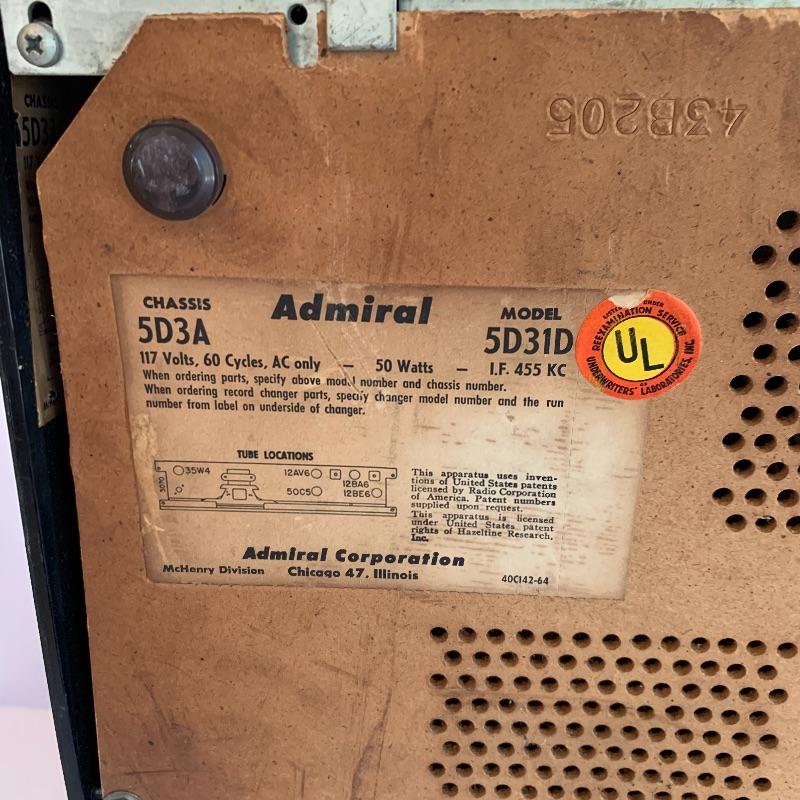 43B205
CHASSIS
5D3A
Admiral
MODEL
5D31D
117 Volts, 60 Cycles, AC only – 50 Watts – I.F. 455 KC
When ordering parts, specify above model number and chassis number.
When ordering record changer parts, specify changer model number and the run
number from label on underside of changer.
UNDER
REEXAMINATION SERVICE
UL
UNDERWRITERS' LABORATORIES, INC.
TUBE LOCATIONS
35W4
12AV6
12BA6
50C5
12BE6
3070
This apparatus uses inven-
tions of United States patents
licensed by Radio Corporation
of America. Patent numbers
supplied upon request.
This apparatus is licensed
under United States patent
rights of Hazeltine Research,
Inc.
Admiral Corporation
McHenry Division Chicago 47, Illinois
40C142-64
CHASSIS